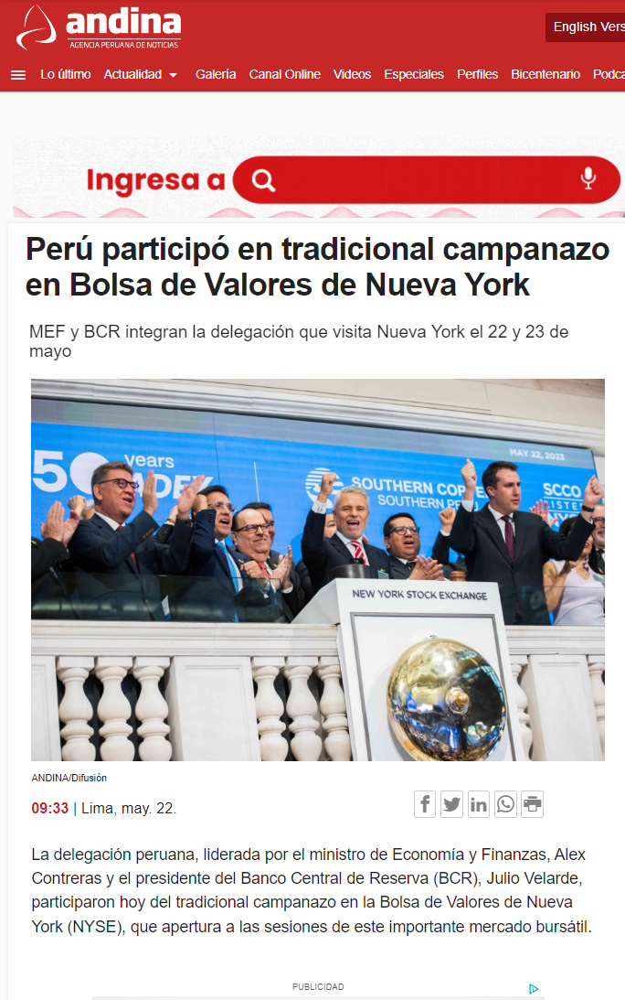 andina
AGENCIA PERUANA DE NOTICIAS
English Vers
Lo último Actualidad Galería Canal Online Videos Especiales Perfiles Bicentenario Podca
Ingresa a
Perú participó en tradicional campanazo
en Bolsa de Valores de Nueva York
MEF y BCR integran la delegación que visita Nueva York el 22 y 23 de
mayo
MAY 22, 2023
50 years
SOUTHERN COPPE
SOUTHERN PER
SCCO
LISTE
NYS
NEW YORK STOCK EXCHANGE
ANDINA/Difusión
09:33 | Lima, may. 22.
La delegación peruana, liderada por el ministro de Economía y Finanzas, Alex
Contreras y el presidente del Banco Central de Reserva (BCR), Julio Velarde,
participaron hoy del tradicional campanazo en la Bolsa de Valores de Nueva
York (NYSE), que apertura a las sesiones de este importante mercado bursátil.
PUBLICIDAD